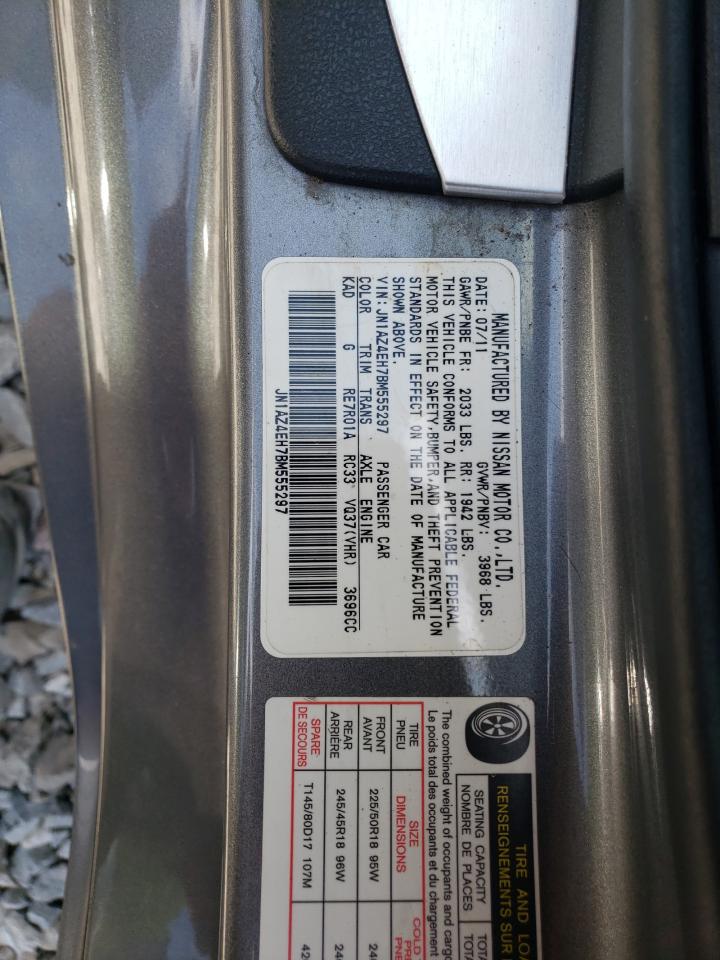 MANUFACTURED BY NISSAN MOTOR CO.,LTD.
DATE: 07/11 GVWR/PNBV: 3968 LBS.
GAWR/PNBE FR: 2033 LBS. RR: 1942 LBS.
THIS VEHICLE CONFORMS TO ALL APPLICABLE FEDERAL
MOTOR VEHICLE SAFETY,BUMPER,AND THEFT PREVENTION
STANDARDS IN EFFECT ON THE DATE OF MANUFACTURE
SHOWN ABOVE.
VIN:JN1AZ4EH7BM555297 PASSENGER CAR
COLOR TRIM TRANS AXLE ENGINE
KAD G RE7R01A RC33 VQ37(VHR) 3696CC
JN1AZ4EH7BM555297
TIRE AND
RENSEIGNEMENTS SUR
SEATING CAPACITY
NOMBRE DE PLACES
The combined weight of occupants and
Le poids total des occupants et du chargement
TIRE SIZE COLD
PNEU DIMENSIONS
FRONT
AVANT 225/50R18 95W
REAR
ARRIÈRE 245/45R18 96W
SPARE
DE SECOURS T145/80D17 107M